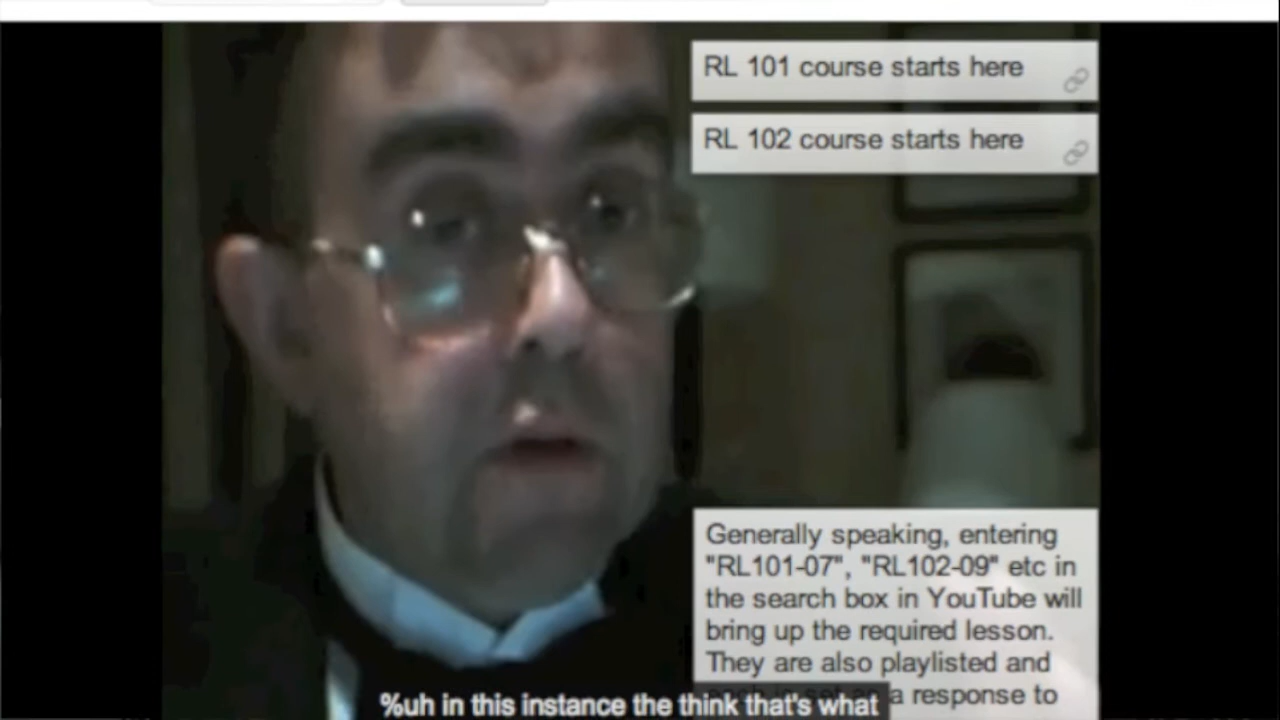 RL 101 course starts here
RL 102 course starts here
Generally speaking, entering
"RL101-07", "RL102-09" etc in
the search box in YouTube will
bring up the required lesson.
They are also playlisted and
a response to
%uh in this instance the think that's what